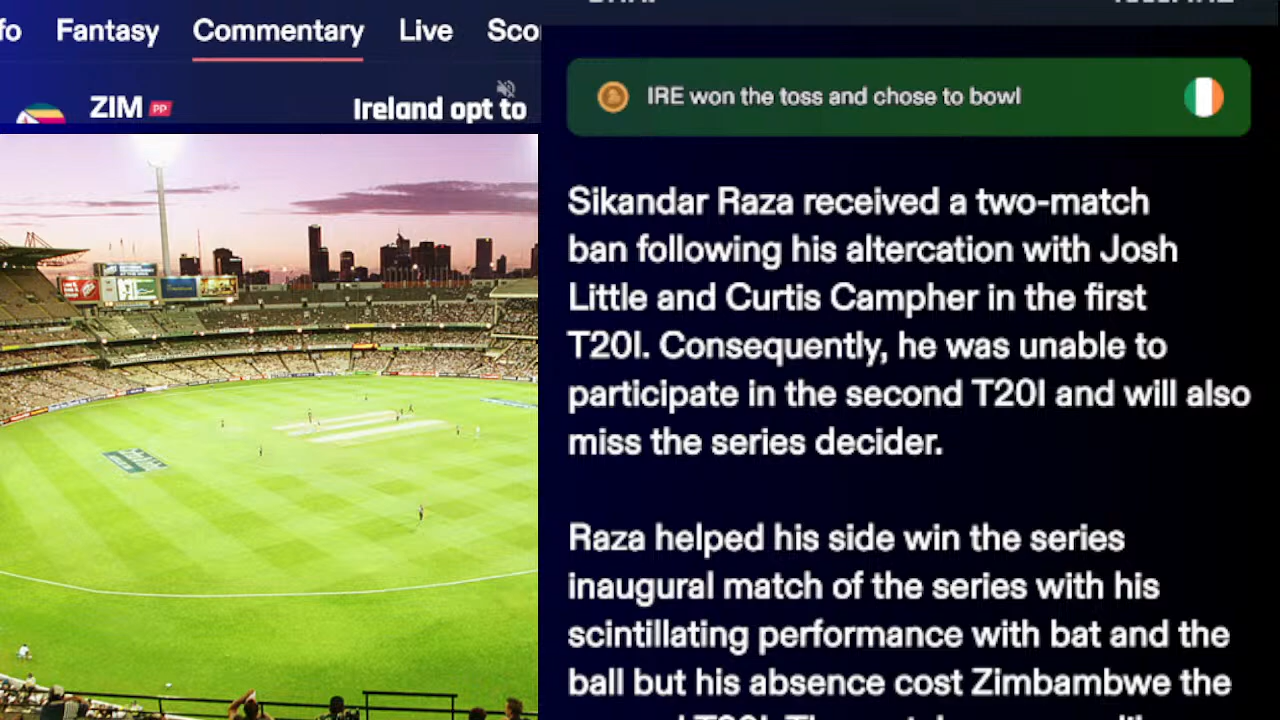 Fantasy Commentary Live
ZIM PP
Ireland opt to
IRE won the toss and chose to bowl
Sikandar Raza received a two-match
ban following his altercation with Josh
Little and Curtis Campher in the first
T20I. Consequently, he was unable to
participate in the second T20I and will also
miss the series decider.
Raza helped his side win the series
inaugural match of the series with his
scintillating performance with bat and the
ball but his absence cost Zimbambwe the